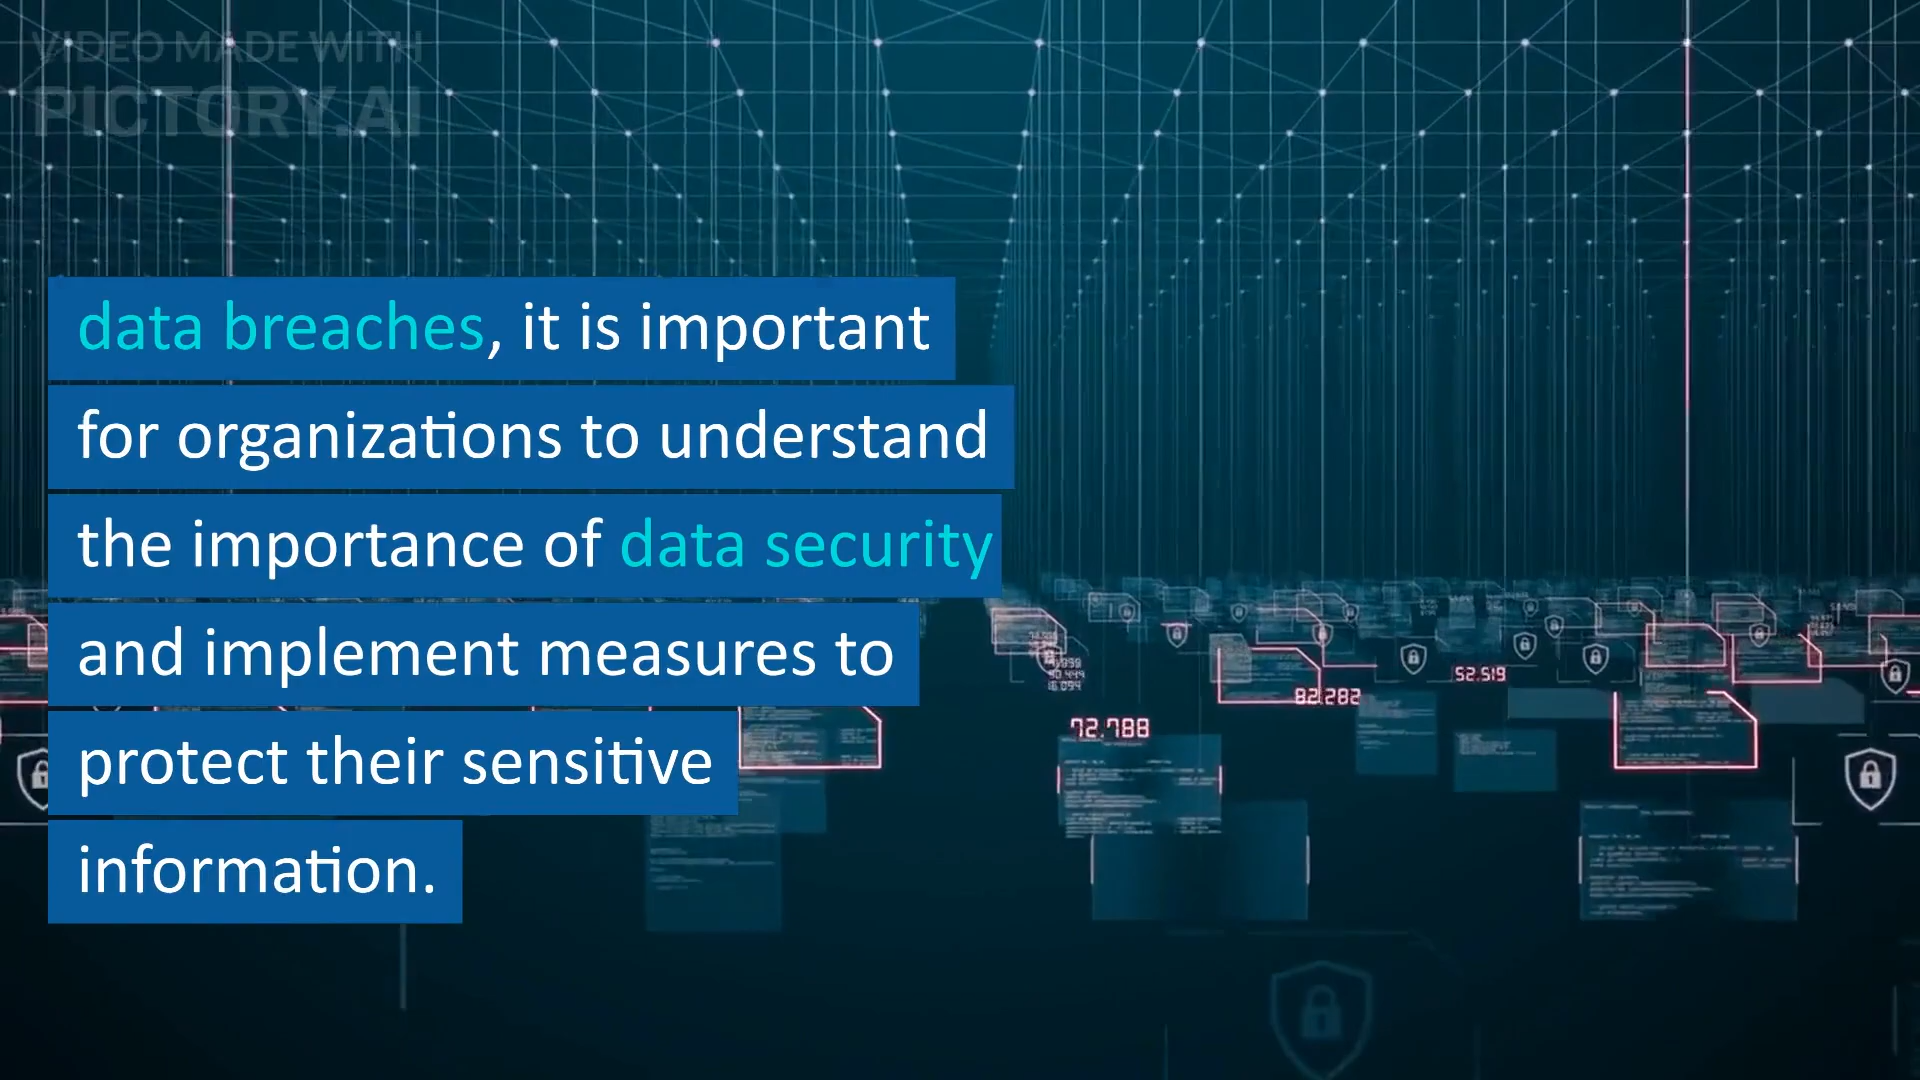 VIDEO MADE WITH
PICTORY.AI
data breaches, it is important
for organizations to understand
the importance of data security
and implement measures to
protect their sensitive
information.
52.519
82.282
72.788